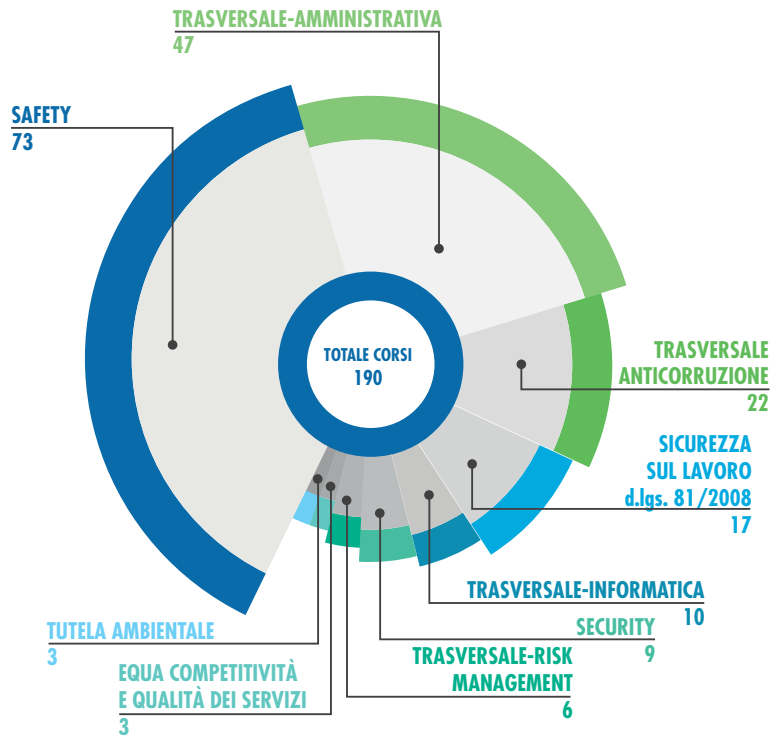 TRASVERSALE-AMMINISTRATIVA
47
SAFETY
73
TOTALE CORSI
190
TRASVERSALE
ANTICORRUZIONE
22
SICUREZZA
SUL LAVORO
d.lgs. 81/2008
17
TRASVERSALE-INFORMATICA
10
SECURITY
9
TRASVERSALE-RISK
MANAGEMENT
6
EQUA COMPETITIVITÀ
E QUALITÀ DEI SERVIZI
3
TUTELA AMBIENTALE
3